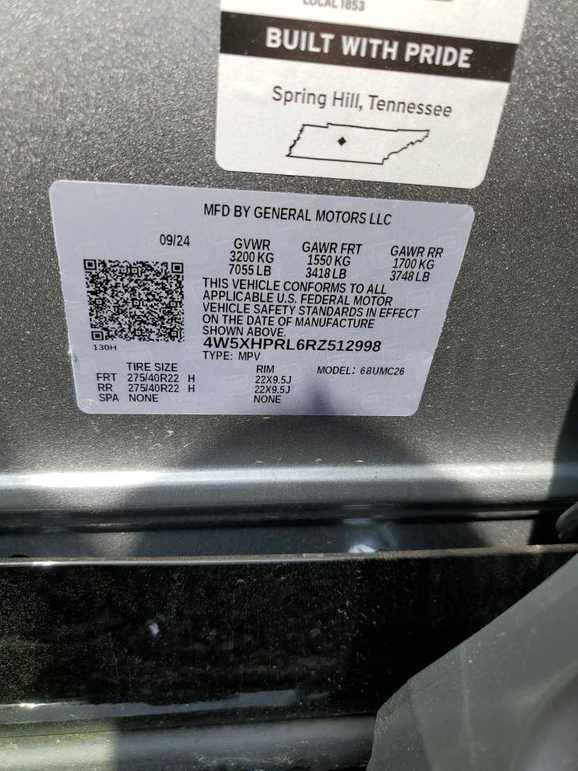 LOCAL 1853
BUILT WITH PRIDE
Spring Hill, Tennessee
MFD BY GENERAL MOTORS LLC
09/24 GVWR GAWR FRT GAWR RR
3200 KG 1550 KG 1700 KG
7055 LB 3418 LB 3748 LB
THIS VEHICLE CONFORMS TO ALL
APPLICABLE U.S. FEDERAL MOTOR
VEHICLE SAFETY STANDARDS IN EFFECT
ON THE DATE OF MANUFACTURE
SHOWN ABOVE.
130H
4W5XHPRL6RZ512998
TYPE: MPV MODEL: 68UMC26
TIRE SIZE RIM
FRT 275/40R22 H 22X9.5J
RR 275/40R22 H 22X9.5J
SPA NONE NONE